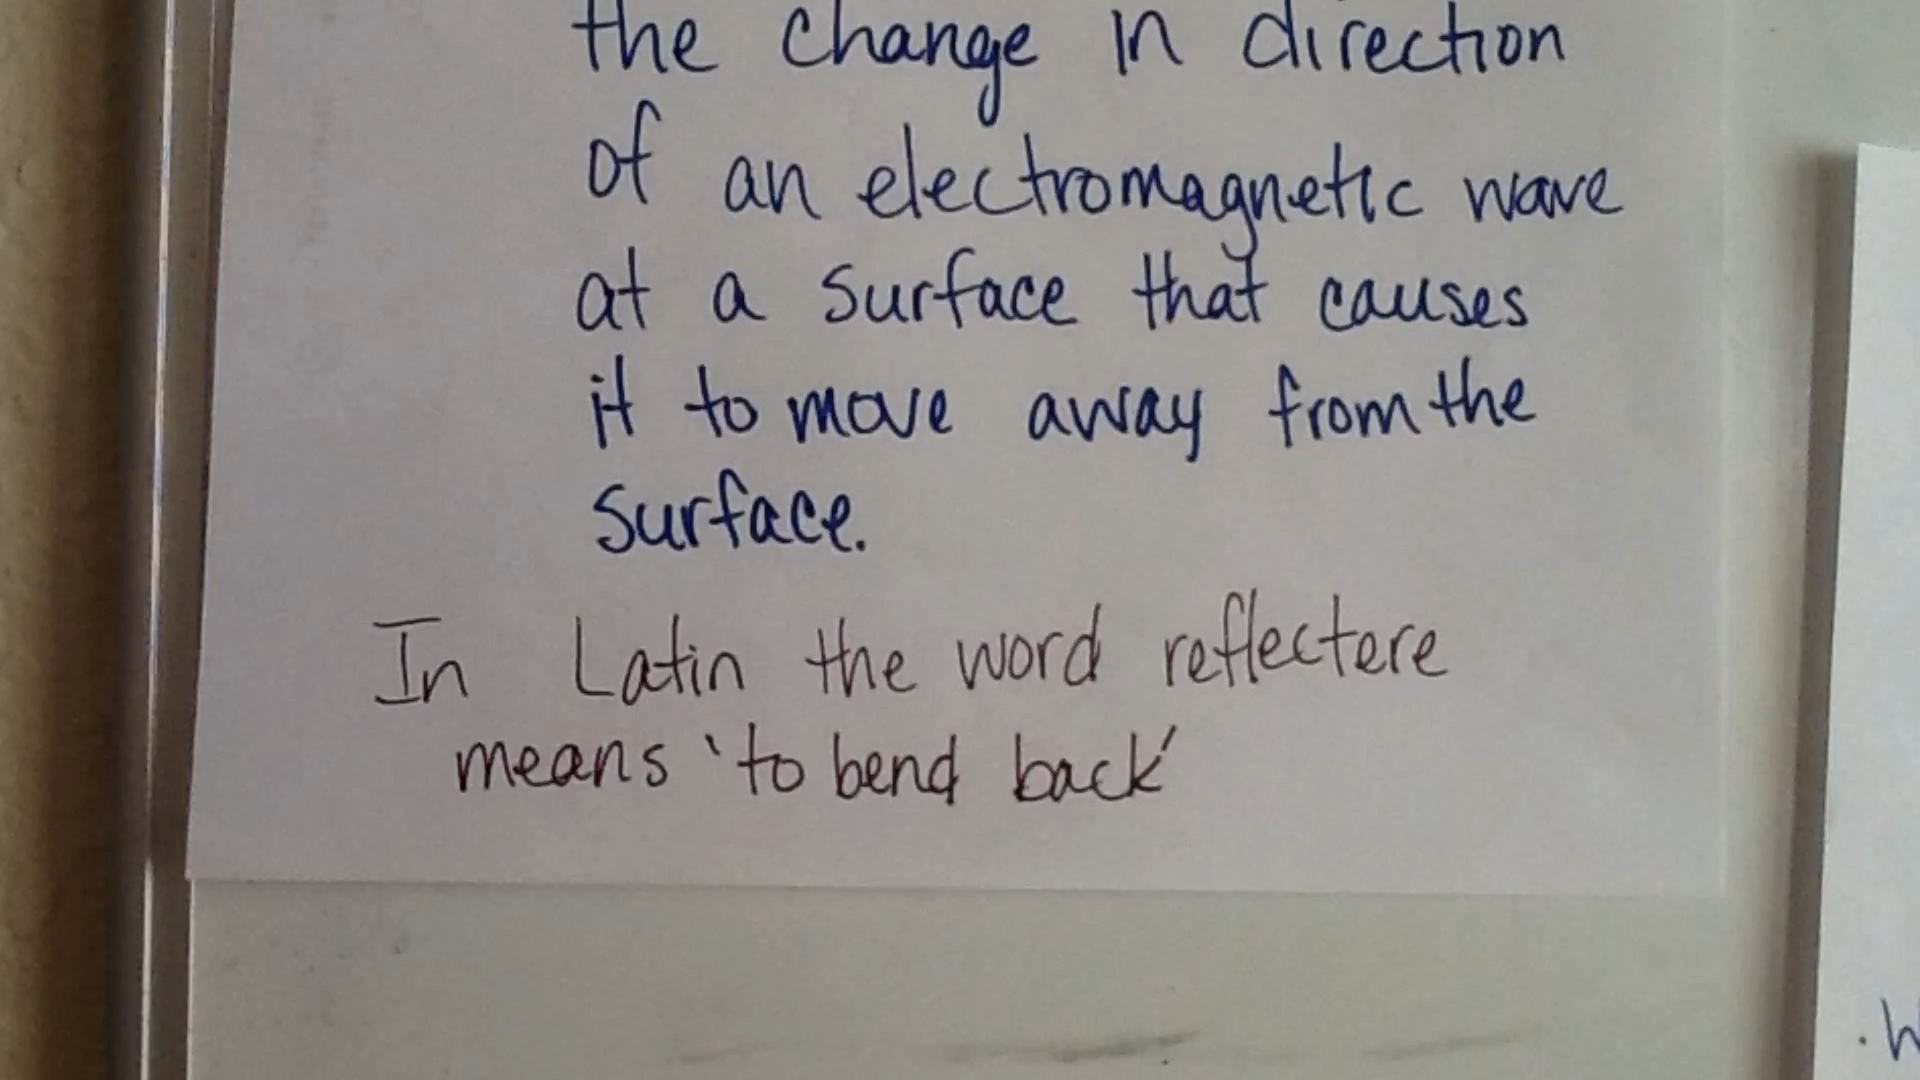 the change in direction
of an electromagnetic wave
at a surface that causes
it to move away from the
surface.
In Latin the word reflectere
means 'to bend back'